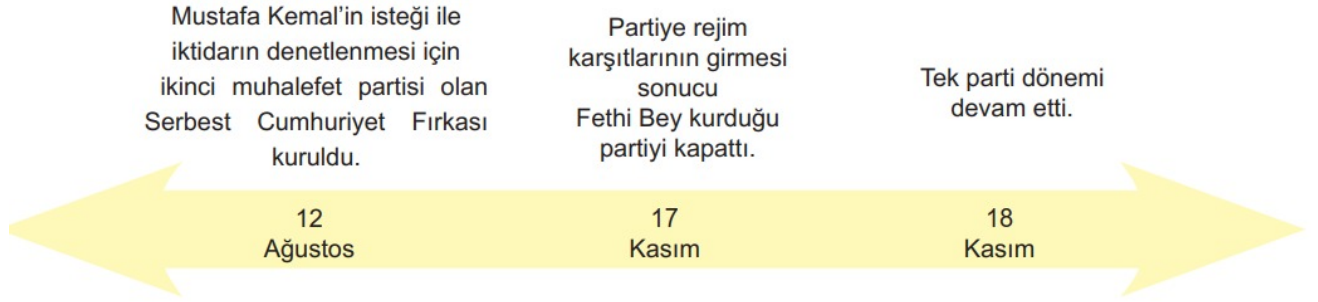 Mustafa Kemal’in isteği ile
iktidarın denetlenmesi için
ikinci muhalefet partisi olan
Serbest Cumhuriyet Fırkası
kuruldu.
Partiye rejim
karşıtlarının girmesi
sonucu
Fethi Bey kurduğu
partiyi kapattı.
Tek parti dönemi
devam etti.
12
Ağustos
17
Kasım
18
Kasım